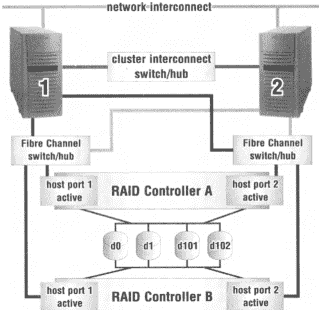 network interconnect
cluster interconnect
switch/hub
1
2
Fibre Channel
switch/hub
Fibre Channel
switch/hub
host port 1
active
RAID Controller A
host port 2
active
d0
d1
d101
d102
host port 1
active
RAID Controller B
host port 2
active